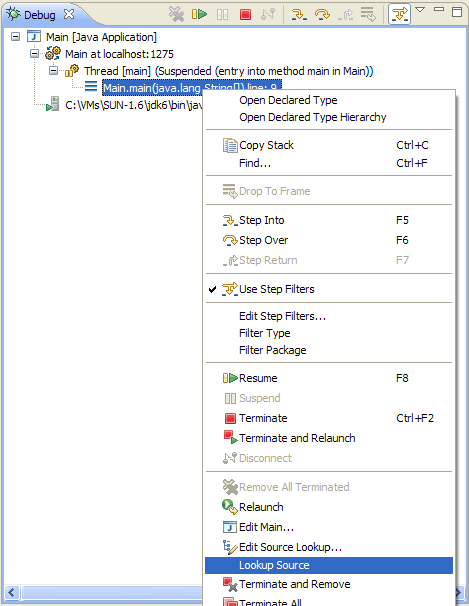 Debug
Main [Java Application]
Main at localhost:1275
Thread [main] (Suspended (entry into method main in Main))
Main.main(java.lang.String[]) line: 9
C:\VMs\SUN-1.6\jdk6\bin\jav
Open Declared Type
Open Declared Type Hierarchy
Copy Stack Ctrl+C
Find... Ctrl+F
Drop To Frame
Step Into F5
Step Over F6
Step Return F7
Use Step Filters
Edit Step Filters...
Filter Type
Filter Package
Resume F8
Suspend
Terminate Ctrl+F2
Terminate and Relaunch
Disconnect
Remove All Terminated
Relaunch
Edit Main...
Edit Source Lookup...
Lookup Source
Terminate and Remove
Terminate All